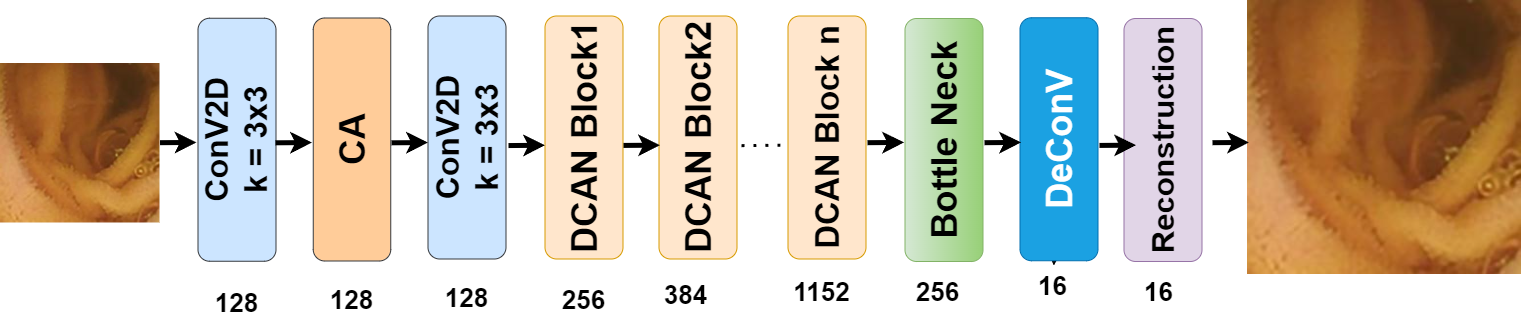 ConV2D
k = 3x3
CA
ConV2D
k = 3x3
DCAN Block1
DCAN Block2
....
DCAN Block n
Bottle Neck
DeConV
Reconstruction
128
128
128
256
384
1152
256
16
16